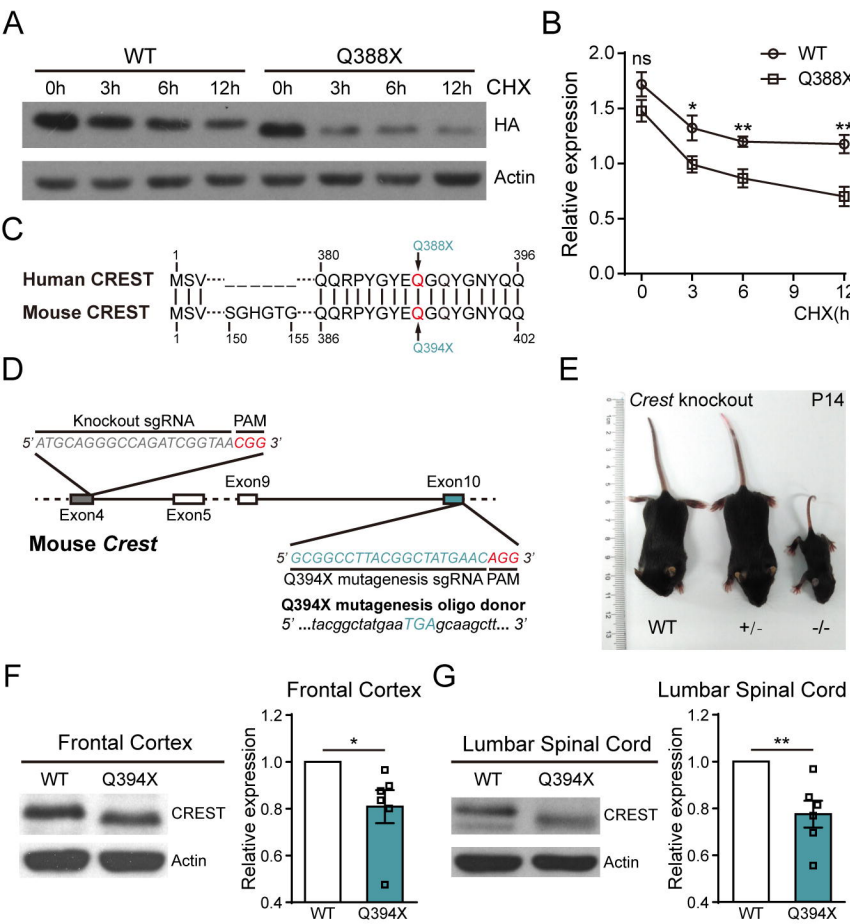 A
WT Q388X
0h 3h 6h 12h 0h 3h 6h 12h CHX
HA
Actin
B
Relative expression
2.0
1.5
1.0
0.5
0.0
ns * ** **
WT
Q388X
0 3 6 9 12
CHX(h
C
Q388X
1 380 396
Human CREST MSV···_ _ _ _ _ _···QQRPYGYEQGQYGNYQQ
Mouse CREST MSV···SGHGTG···QQRPYGYEQGQYGNYQQ
1 150 155 386 402
Q394X
D
Knockout sgRNA PAM
5' ATGCAGGGCCAGATCGGTAACGG 3'
Exon4 Exon5 Exon9 Exon10
Mouse Crest
5' GCGGCCTTACGGCTATGAACAGG 3'
Q394X mutagenesis sgRNA PAM
Q394X mutagenesis oligo donor
5' ...tacggctatgaaTGAgcaagctt... 3'
E
Crest knockout P14
WT +/- -/-
F
Frontal Cortex
WT Q394X
CREST
Actin
Frontal Cortex
Relative expression
1.2
1.0
0.8
0.6
0.4
*
WT Q394X
G
Lumbar Spinal Cord
WT Q394X
CREST
Actin
Lumbar Spinal Cord
Relative expression
1.2
1.0
0.8
0.6
0.4
**
WT Q394X